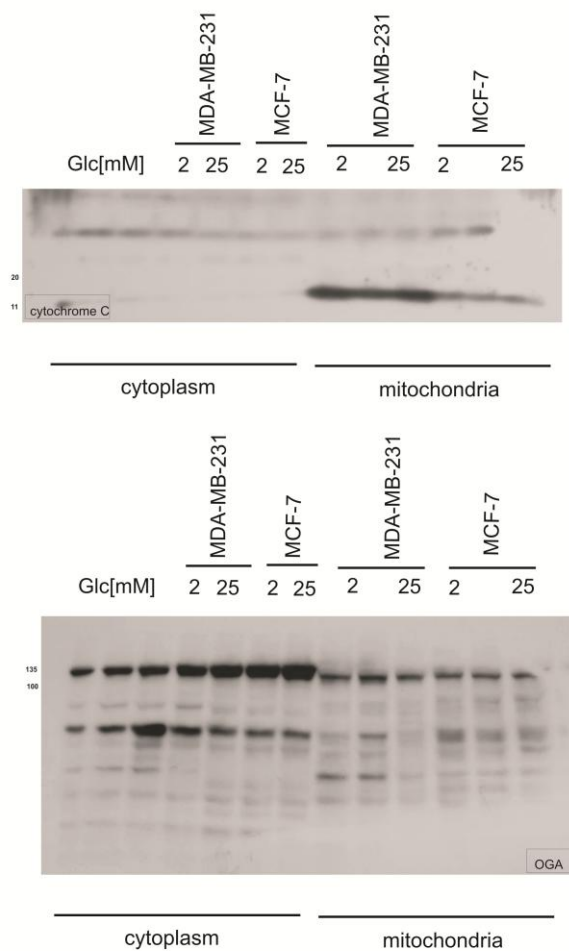 MDA-MB-231 MCF-7 MDA-MB-231 MCF-7
Glc[mM] 2 25 2 25 2 25 2 25
20
11
cytochrome C
cytoplasm mitochondria
MDA-MB-231 MCF-7 MDA-MB-231 MCF-7
Glc[mM] 2 25 2 25 2 25 2 25
135
100
OGA
cytoplasm mitochondria